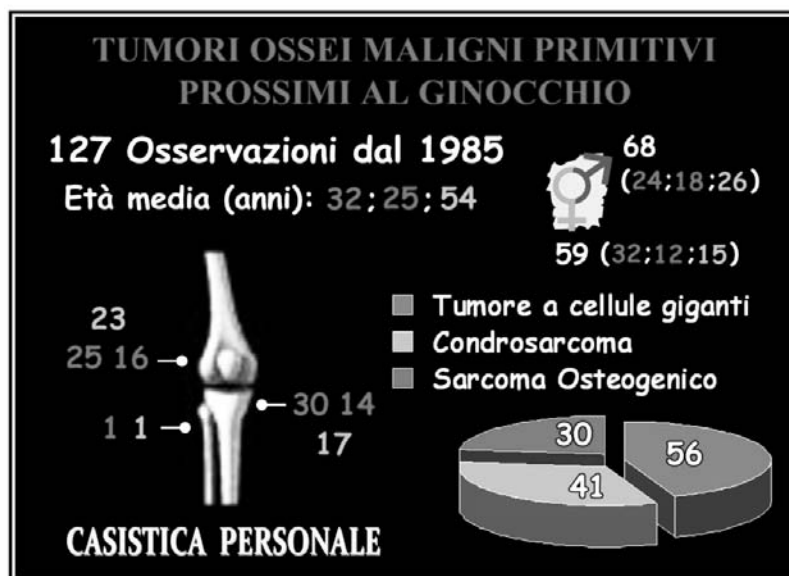 TUMORI OSSEI MALIGNI PRIMITIVI
PROSSIMI AL GINOCCHIO
127 Osservazioni dal 1985
Età media (anni): 32;25;54
68
(24;18;26)
59 (32;12;15)
23
25 16
30 14
17
1 1
Tumore a cellule giganti
Condrosarcoma
Sarcoma Osteogenico
30
56
41
CASISTICA PERSONALE